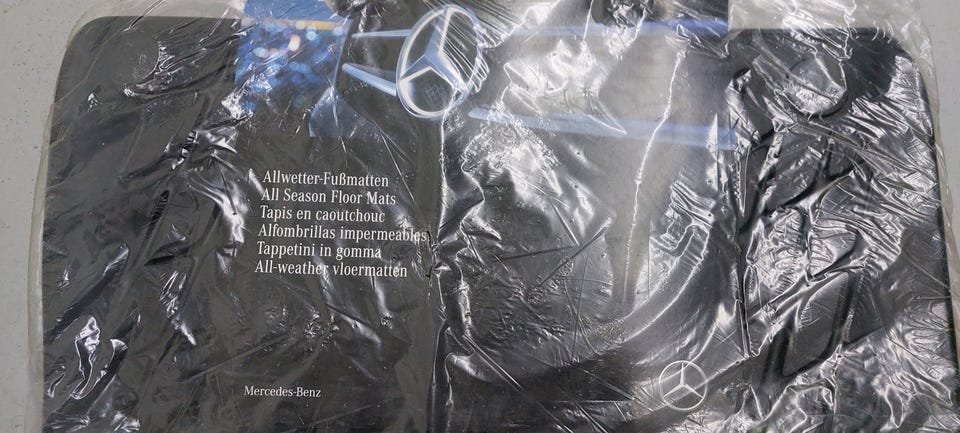 Allwetter-Fußmatten
All Season Floor Mats
Tapis en caoutchouc
Alfombrillas impermeables
Tappetini in gomma
All-weather vloermatten
Mercedes-Benz